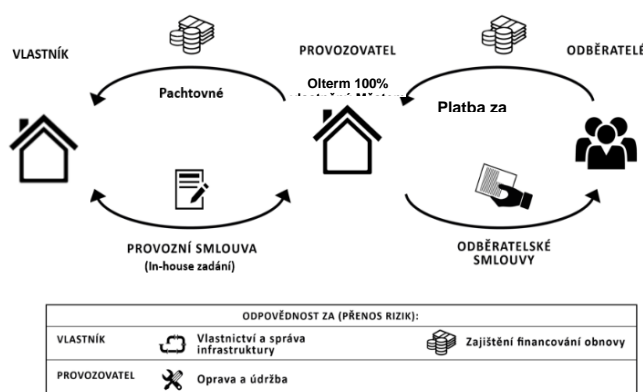 VLASTNÍK
PROVOZOVATEL
ODBĚRATELÉ
Pachtovné
Olterm 100%
Platba za
PROVOZNÍ SMLOUVA
(In-house zadání)
ODBĚRATELSKÉ
SMLOUVY
ODPOVĚDNOST ZA (PŘENOS RIZIK):
VLASTNÍK
Vlastnictví a správa
infrastruktury
Zajištění financování obnovy
PROVOZOVATEL
Oprava a údržba